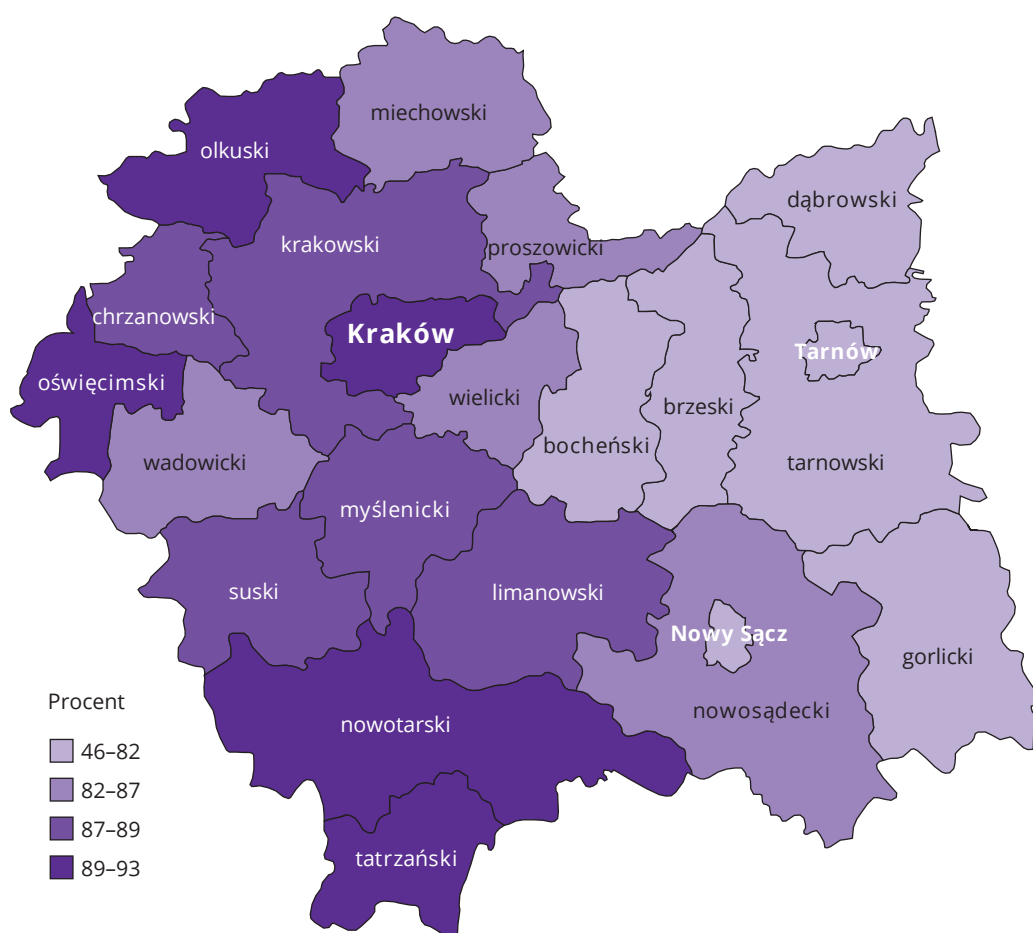 miechowski
olkuski
dąbrowski
krakowski
proszowicki
chrzanowski
Kraków
Tarnów
oświęcimski
wielicki
brzeski
bocheński
wadowicki
tarnowski
myślenicki
suski
limanowski
Nowy Sącz
gorlicki
nowosądecki
nowotarski
tatrzański
Procent
46–82
82–87
87–89
89–93